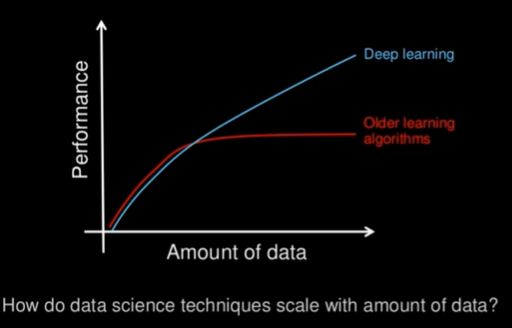 Performance
Deep learning
Older learning
algorithms
Amount of data
How do data science techniques scale with amount of data?